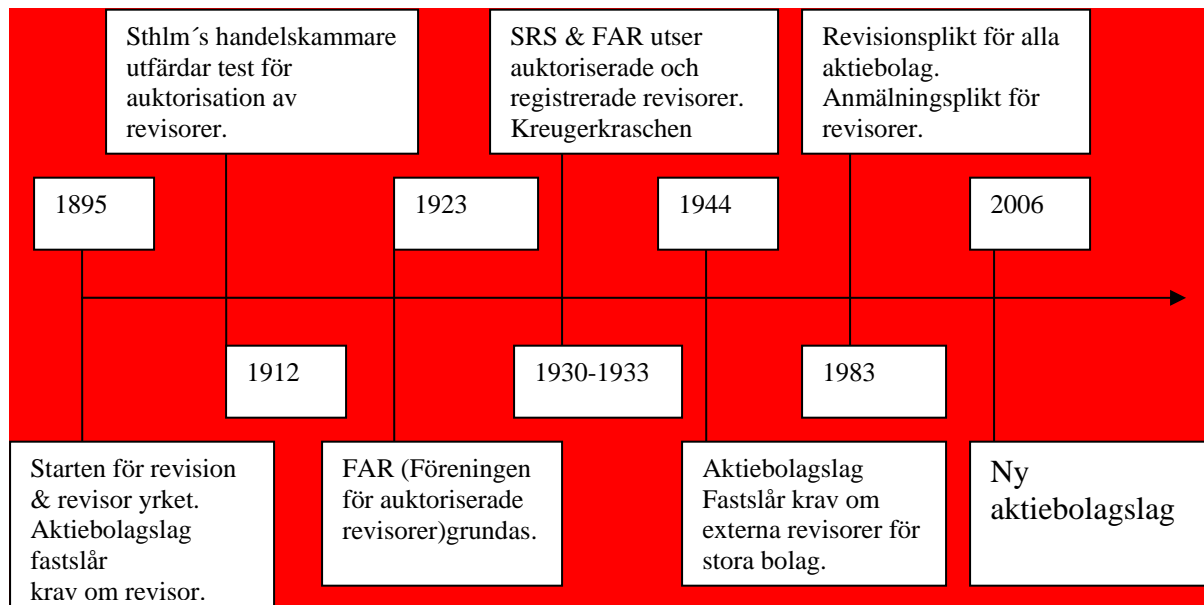 Sthlm´s handelskammare
utfärdar test för
auktorisation av
revisorer.
SRS & FAR utser
auktoriserade och
registrerade revisorer.
Kreugerkraschen
Revisionsplikt för alla
aktiebolag.
Anmälningsplikt för
revisorer.
1895
1923
1944
2006
1912
1930-1933
1983
Starten för revision
& revisor yrket.
Aktiebolagslag
fastslår
krav om revisor.
FAR (Föreningen
för auktoriserade
revisorer)grundas.
Aktiebolagslag
Fastslår krav om
externa revisorer för
stora bolag.
Ny
aktiebolagslag